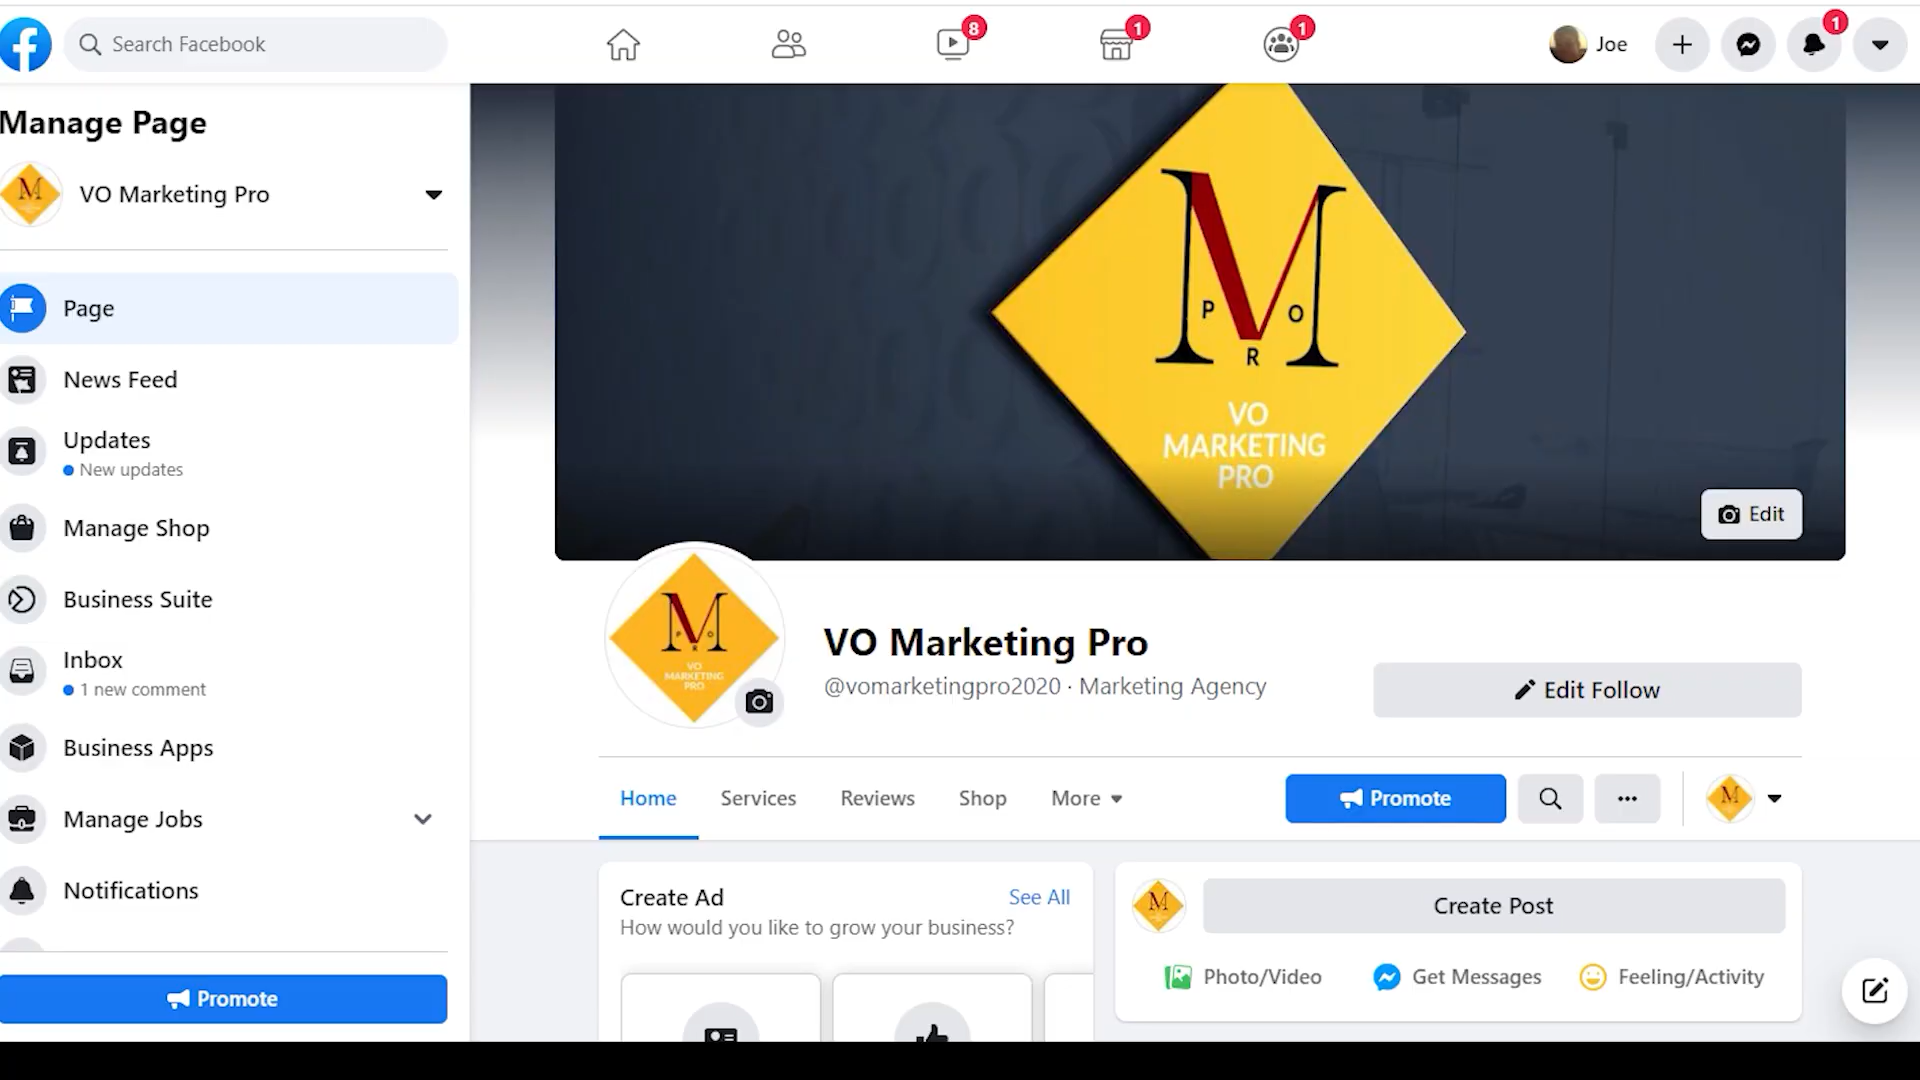 Search Facebook
8
1
1
Joe
1
Manage Page
M
VO Marketing Pro
Page
News Feed
Updates
New updates
Manage Shop
Business Suite
Inbox
1 new comment
Business Apps
Manage Jobs
Notifications
Promote
M
P O
R
VO
MARKETING
PRO
Edit
M
P O
R
VO
MARKETING
PRO
VO Marketing Pro
@vomarketingpro2020 · Marketing Agency
Edit Follow
Home Services Reviews Shop More
Promote
M
Create Ad See All
How would you like to grow your business?
M
Create Post
Photo/Video Get Messages Feeling/Activity